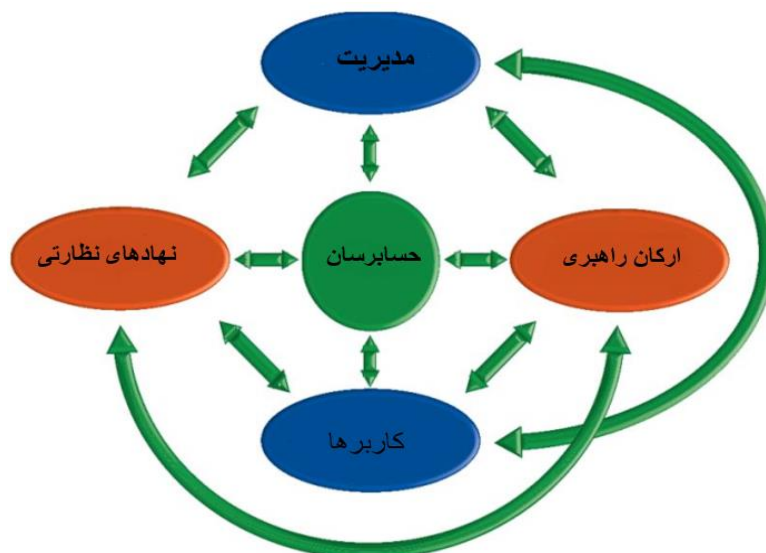 مدیریت
ارکان راهبری
حسابرسان
نهادهای نظارتی
کاربرها